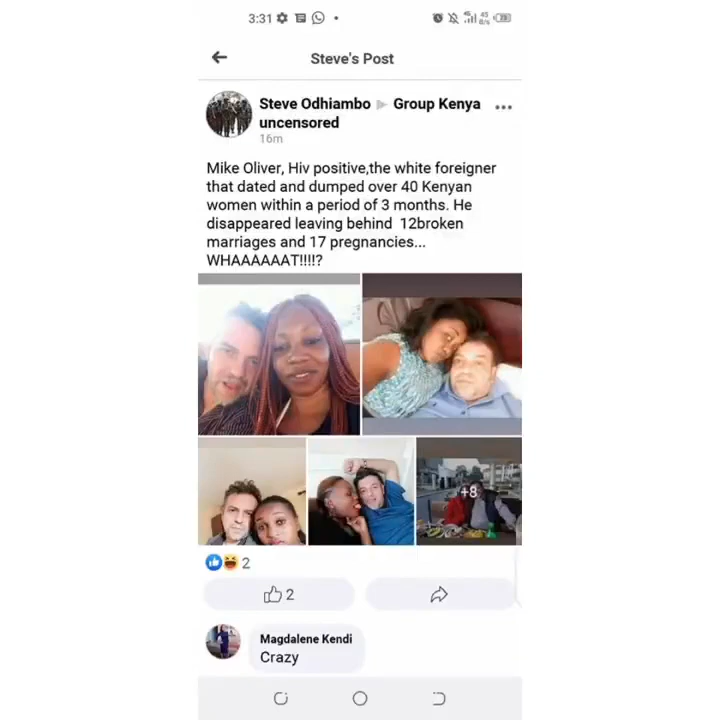 3:31
Steve's Post
Steve Odhiambo Group Kenya
uncensored
16m
Mike Oliver, Hiv positive,the white foreigner
that dated and dumped over 40 Kenyan
women within a period of 3 months. He
disappeared leaving behind 12broken
marriages and 17 pregnancies...
WHAAAAAAT!!!!?
+8
2
2
Magdalene Kendi
Crazy